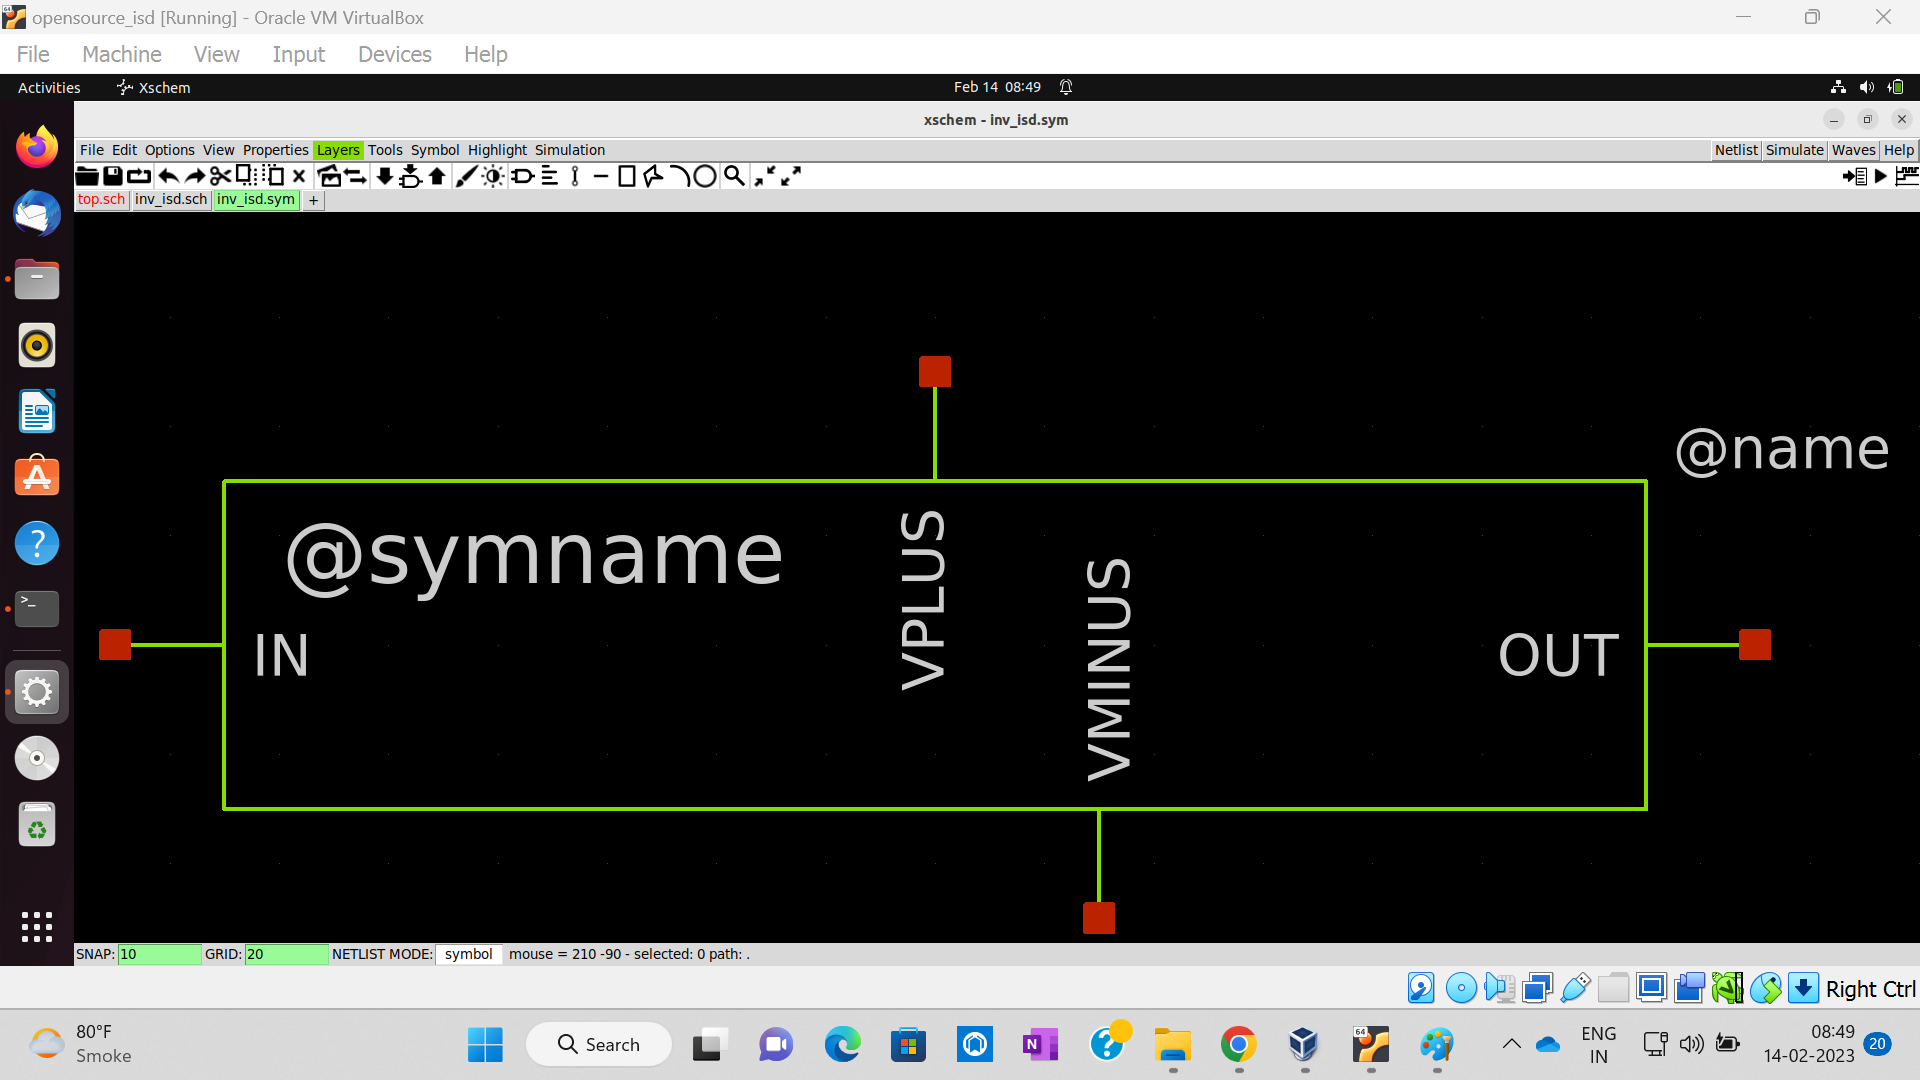 opensource_isd [Running] - Oracle VM VirtualBox
File Machine View Input Devices Help
Activities Xschem Feb 14 08:49
xschem - inv_isd.sym
File Edit Options View Properties Layers Tools Symbol Highlight Simulation Netlist Simulate Waves Help
top.sch inv_isd.sch inv_isd.sym +
@name
@symname
VPLUS
VMINUS
IN
OUT
SNAP: 10 GRID: 20 NETLIST MODE: symbol mouse = 210 -90 - selected: 0 path: .
Right Ctrl
80°F
Smoke
Search
ENG
IN
08:49
14-02-2023
20
64
N